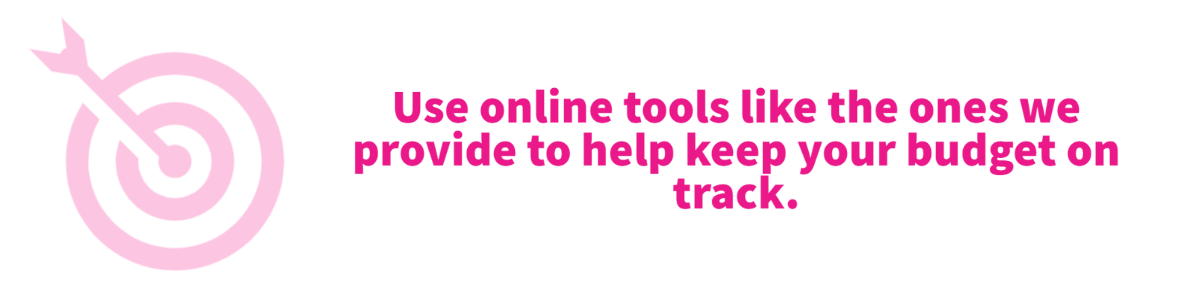 Use online tools like the ones we
provide to help keep your budget on
track.